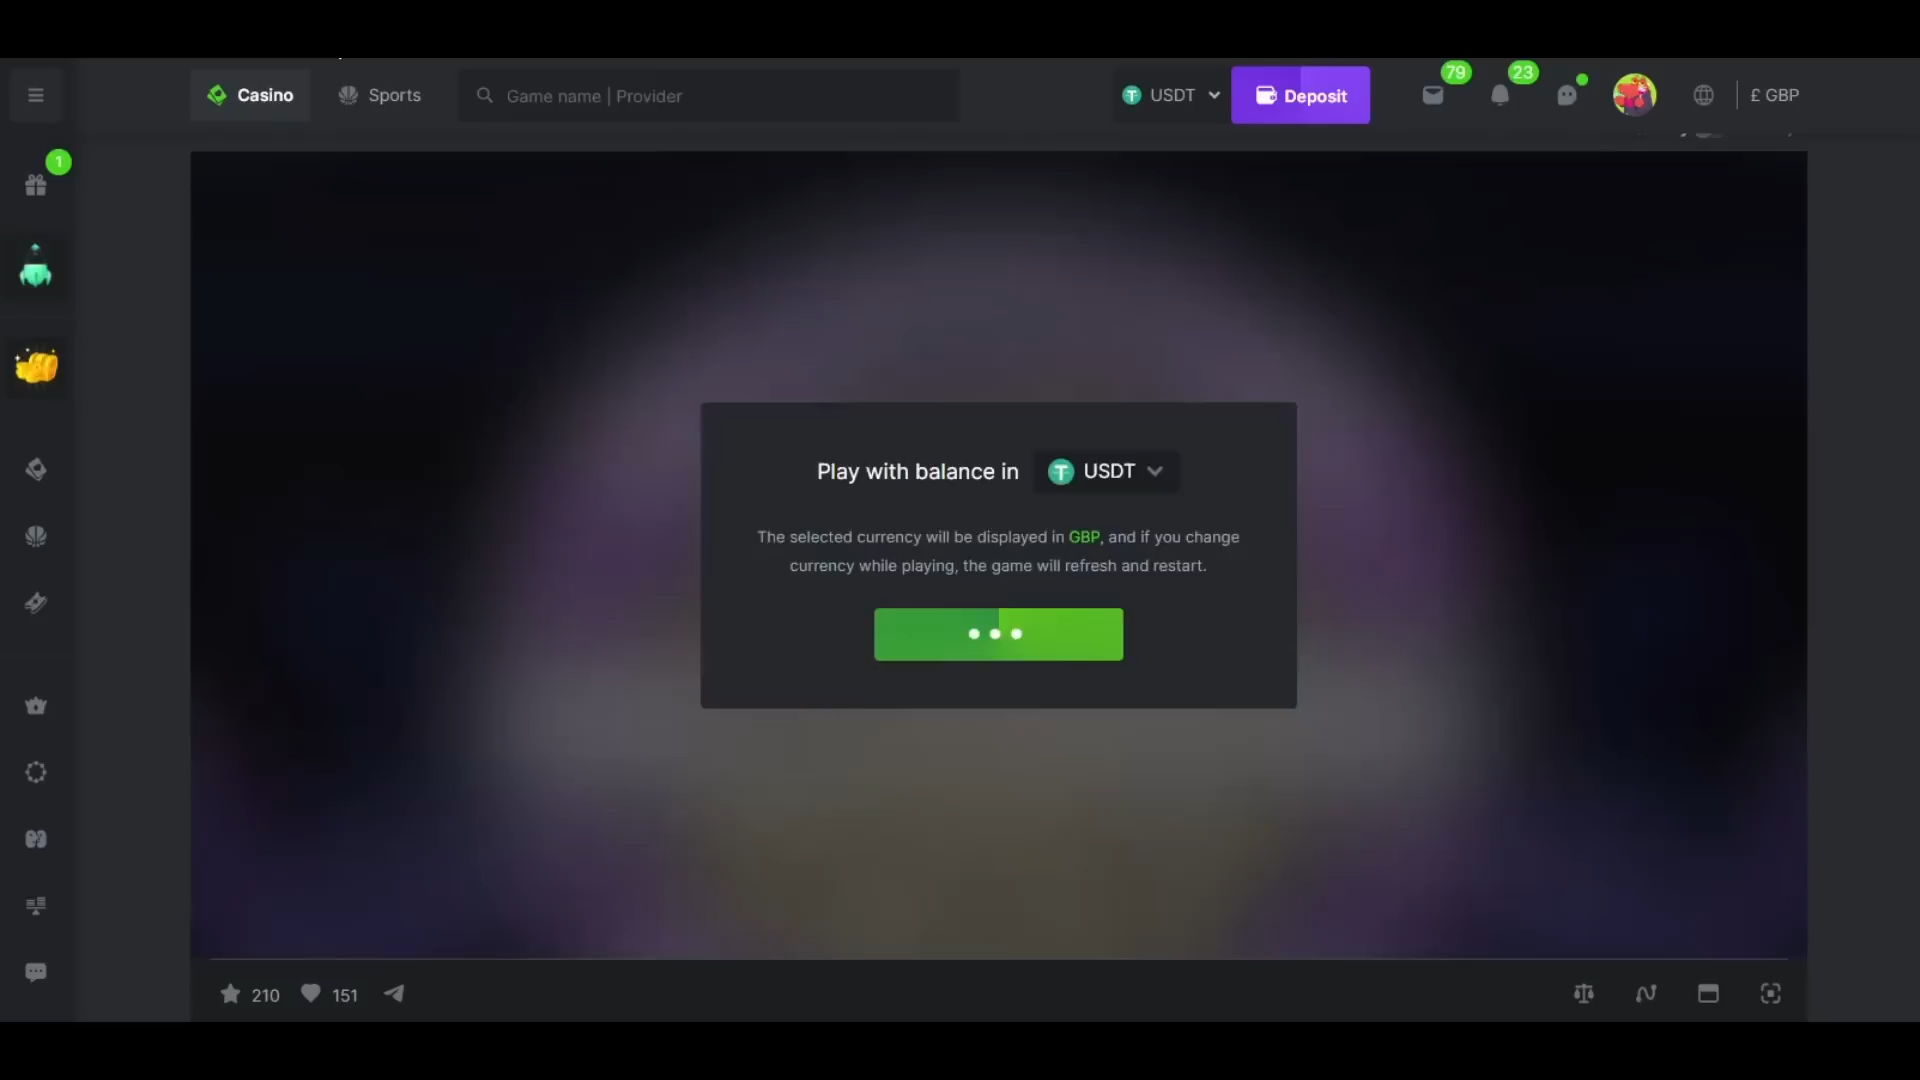 Casino
Sports
Game name | Provider
USDT
Deposit
79
23
£ GBP
1
Play with balance in
USDT
The selected currency will be displayed in GBP, and if you change
currency while playing, the game will refresh and restart.
210
151